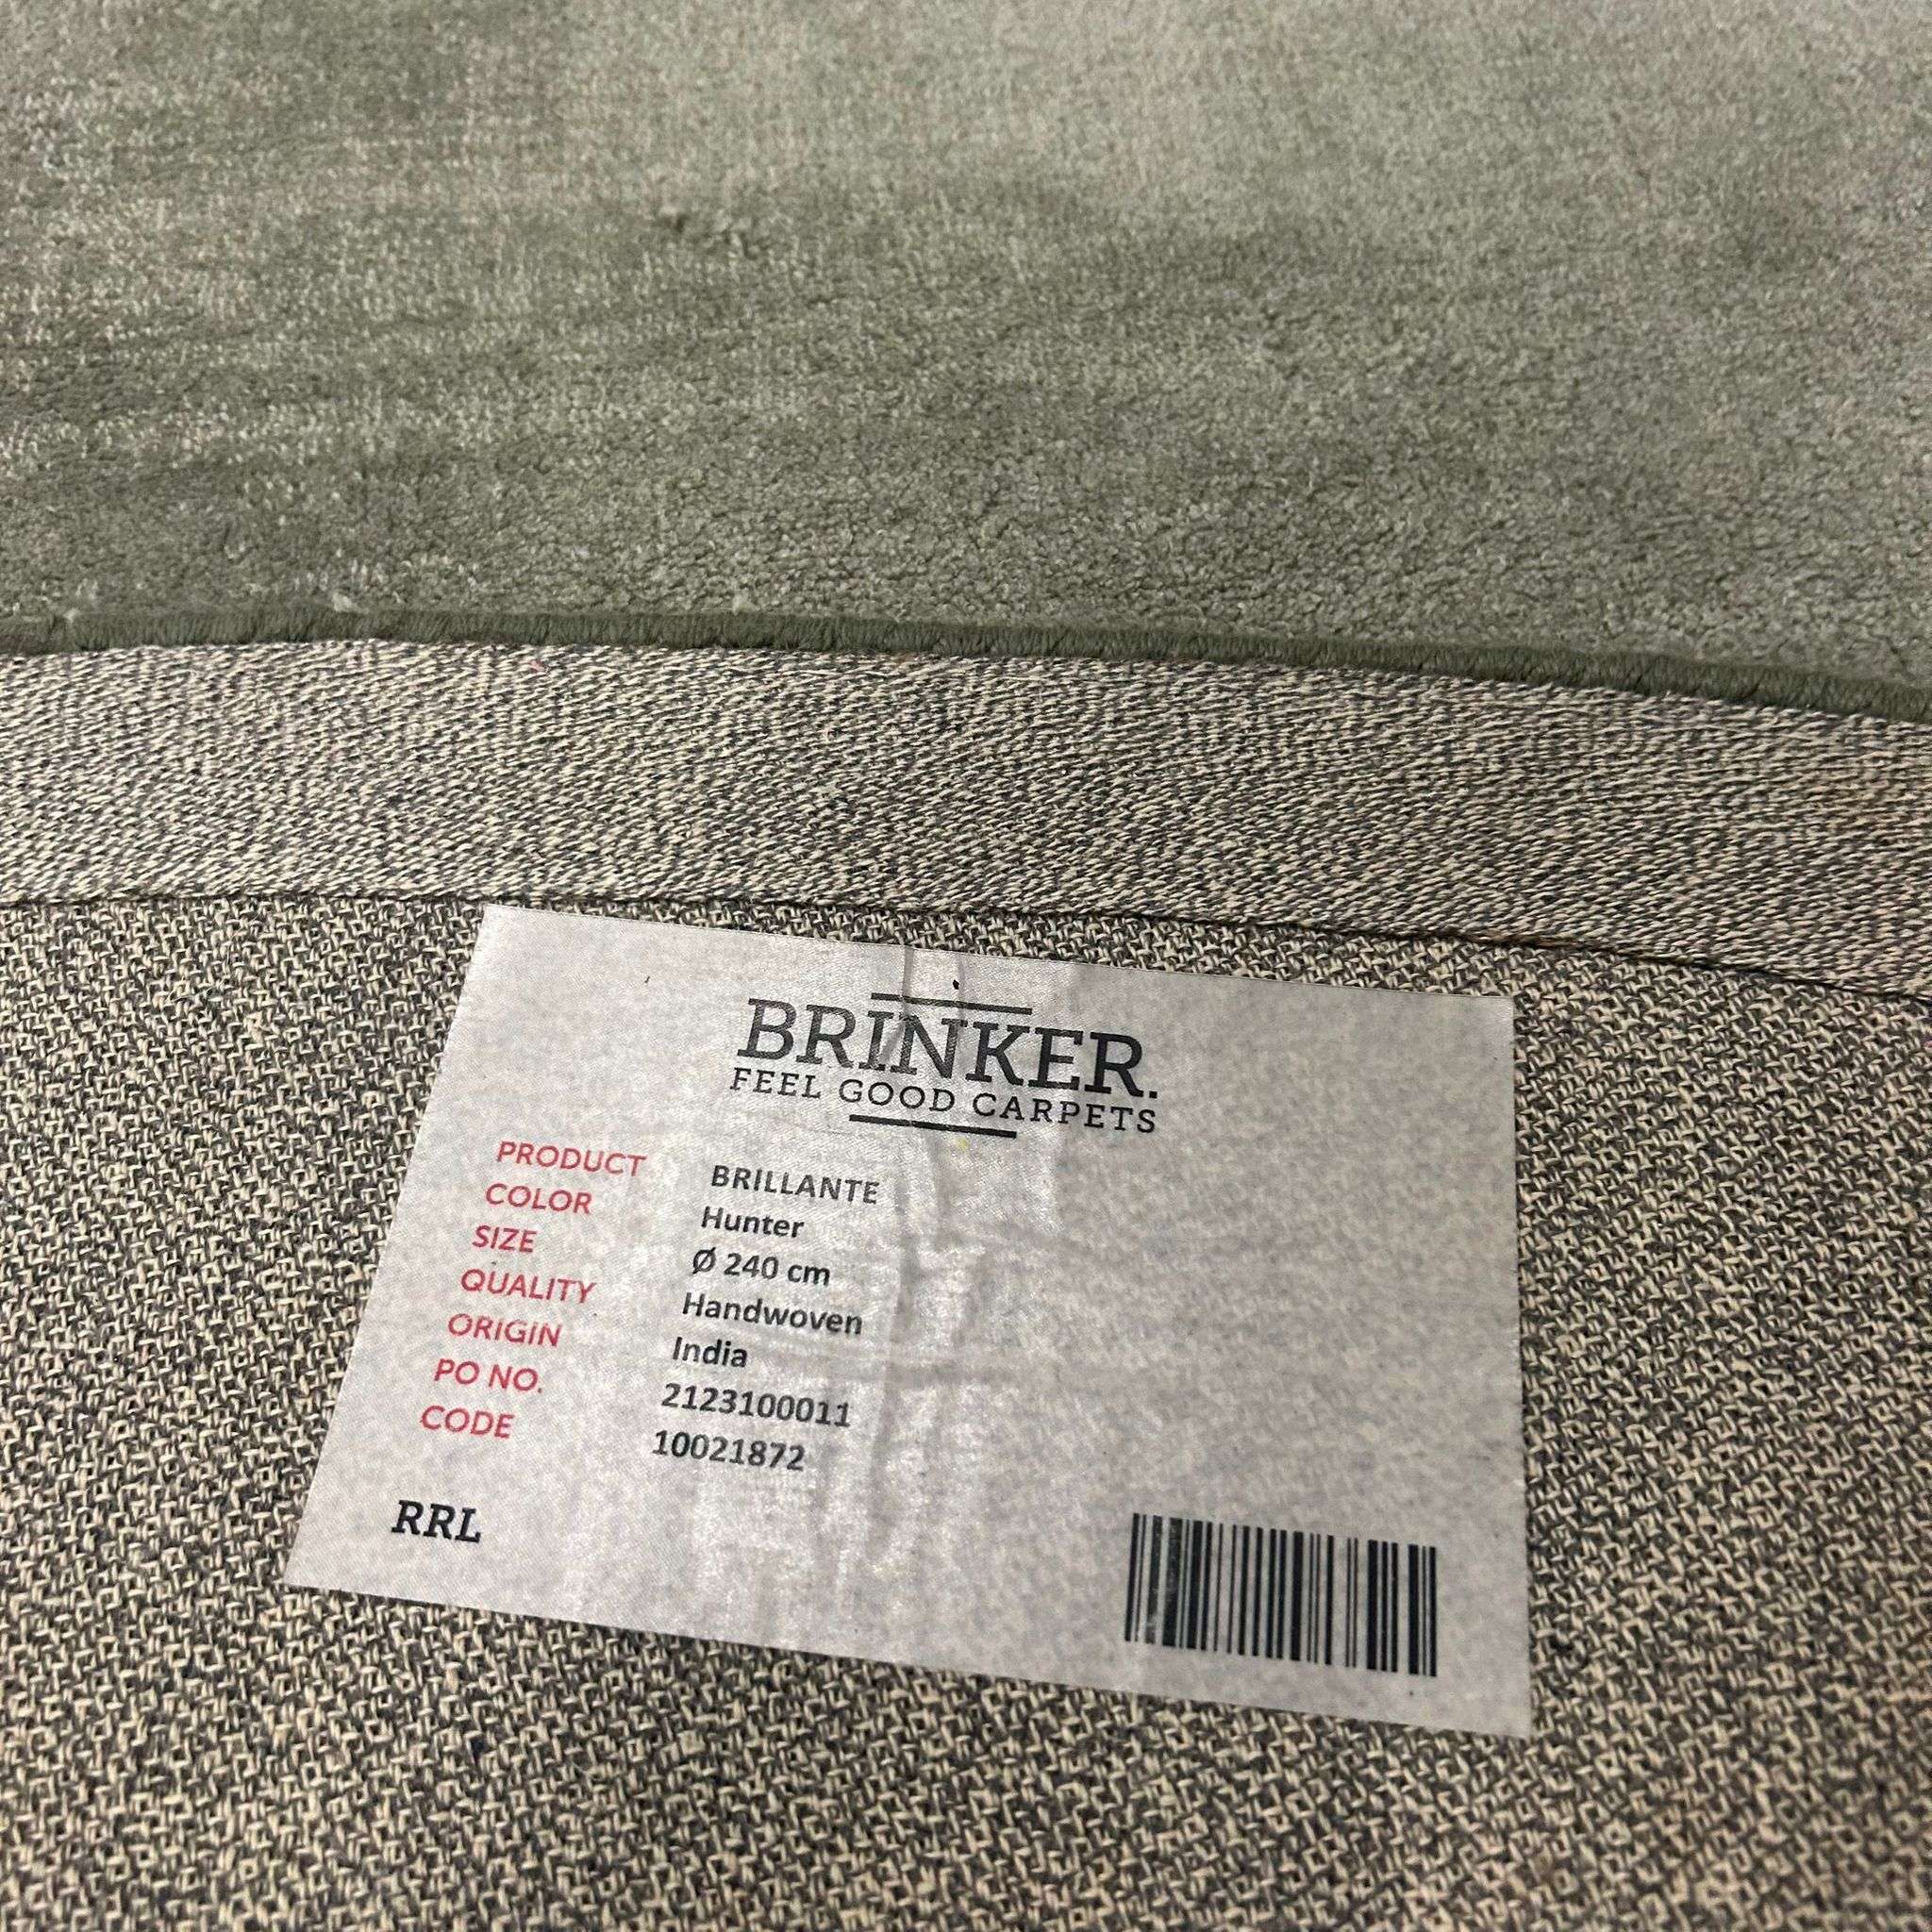 BRINKER.
FEEL GOOD CARPETS
PRODUCT BRILLANTE
COLOR Hunter
SIZE Ø 240 cm
QUALITY Handwoven
ORIGIN India
PO NO. 2123100011
CODE 10021872
RRL